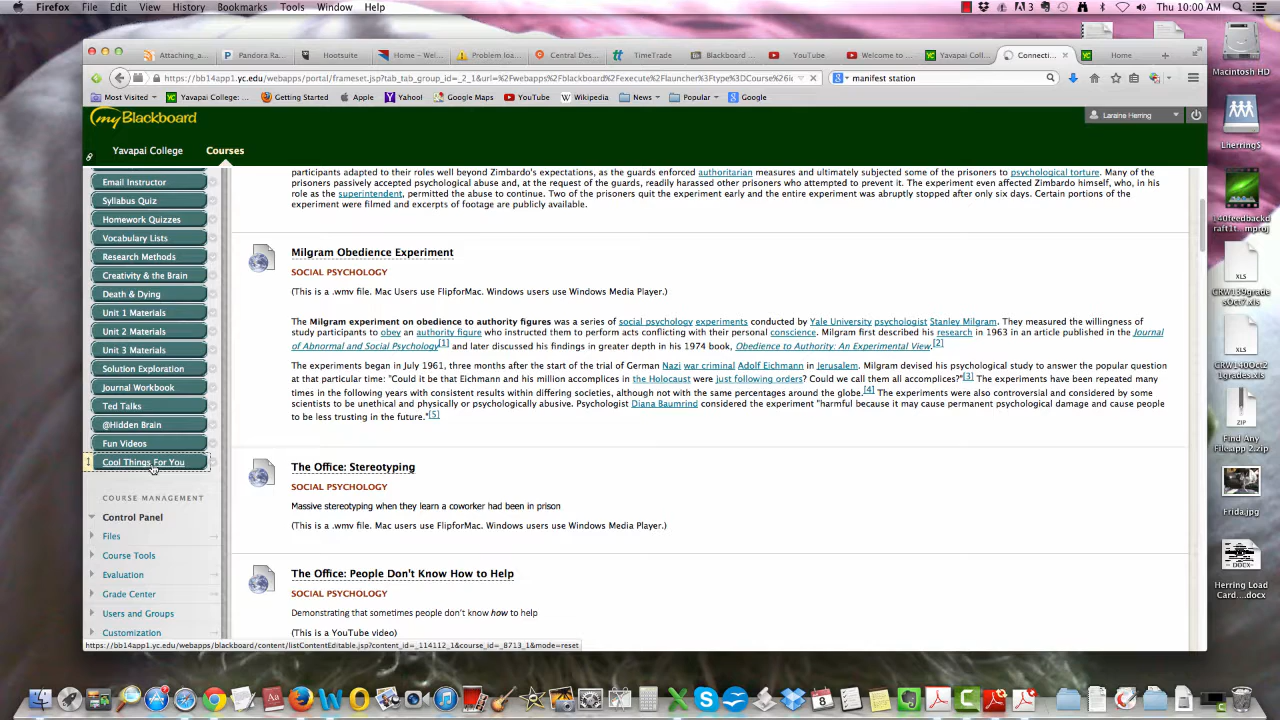 Firefox File Edit View History Bookmarks Tools Window Help
3 Thu 10:00 AM
Attaching_a... Pandora Ra... Hootsuite Home – Wel... Problem loa... Central Des... TimeTrade Blackboard ... YouTube Welcome to ... Yavapai Coll... Connecti... Home
https://bb14app1.yc.edu/webapps/portal/frameset.jsp?tab_tab_group_id=_2_1&url=%2Fwebapps%2Fblackboard%2Fexecute%2Flauncher%3Ftype%3DCourse%26ic manifest station
Most Visited Yavapai College: ... Getting Started Apple Yahoo! Google Maps YouTube Wikipedia News Popular Google
myBlackboard
Laraine Herring
Yavapai College Courses
Email Instructor
Syllabus Quiz
Homework Quizzes
Vocabulary Lists
Research Methods
Creativity & the Brain
Death & Dying
Unit 1 Materials
Unit 2 Materials
Unit 3 Materials
Solution Exploration
Journal Workbook
Ted Talks
@Hidden Brain
Fun Videos
Cool Things For You
COURSE MANAGEMENT
Control Panel
Files
Course Tools
Evaluation
Grade Center
Users and Groups
Customization
participants adapted to their roles well beyond Zimbardo's expectations, as the guards enforced authoritarian measures and ultimately subjected some of the prisoners to psychological torture. Many of the
prisoners passively accepted psychological abuse and, at the request of the guards, readily harassed other prisoners who attempted to prevent it. The experiment even affected Zimbardo himself, who, in his
role as the superintendent, permitted the abuse to continue. Two of the prisoners quit the experiment early and the entire experiment was abruptly stopped after only six days. Certain portions of the
experiment were filmed and excerpts of footage are publicly available.
Milgram Obedience Experiment
SOCIAL PSYCHOLOGY
(This is a .wmv file. Mac Users use FlipforMac. Windows users use Windows Media Player.)
The Milgram experiment on obedience to authority figures was a series of social psychology experiments conducted by Yale University psychologist Stanley Milgram. They measured the willingness of
study participants to obey an authority figure who instructed them to perform acts conflicting with their personal conscience. Milgram first described his research in 1963 in an article published in the Journal
of Abnormal and Social Psychology[1] and later discussed his findings in greater depth in his 1974 book, Obedience to Authority: An Experimental View.[2]
The experiments began in July 1961, three months after the start of the trial of German Nazi war criminal Adolf Eichmann in Jerusalem. Milgram devised his psychological study to answer the popular question
at that particular time: "Could it be that Eichmann and his million accomplices in the Holocaust were just following orders? Could we call them all accomplices?"[3] The experiments have been repeated many
times in the following years with consistent results within differing societies, although not with the same percentages around the globe.[4] The experiments were also controversial and considered by some
scientists to be unethical and physically or psychologically abusive. Psychologist Diana Baumrind considered the experiment "harmful because it may cause permanent psychological damage and cause people
to be less trusting in the future."[5]
The Office: Stereotyping
SOCIAL PSYCHOLOGY
Massive stereotyping when they learn a coworker had been in prison
(This is a .wmv file. Mac users use FlipforMac. Windows users use Windows Media Player.)
The Office: People Don't Know How to Help
SOCIAL PSYCHOLOGY
Demonstrating that sometimes people don't know how to help
(This is a YouTube video)
https://bb14app1.yc.edu/webapps/blackboard/content/listContentEditable.jsp?content_id=_114112_1&course_id=_8713_1&mode=reset
Macintosh HD
LherringS
140feedbackd
raft1t...mproj
XLS
CRW139grade
sOct7.xls
XLS
CRW140Oct2
1grades.xls
ZIP
Find Any
File.app 2.zip
Frida.jpg
DOCX
Herring Load
Card....docx